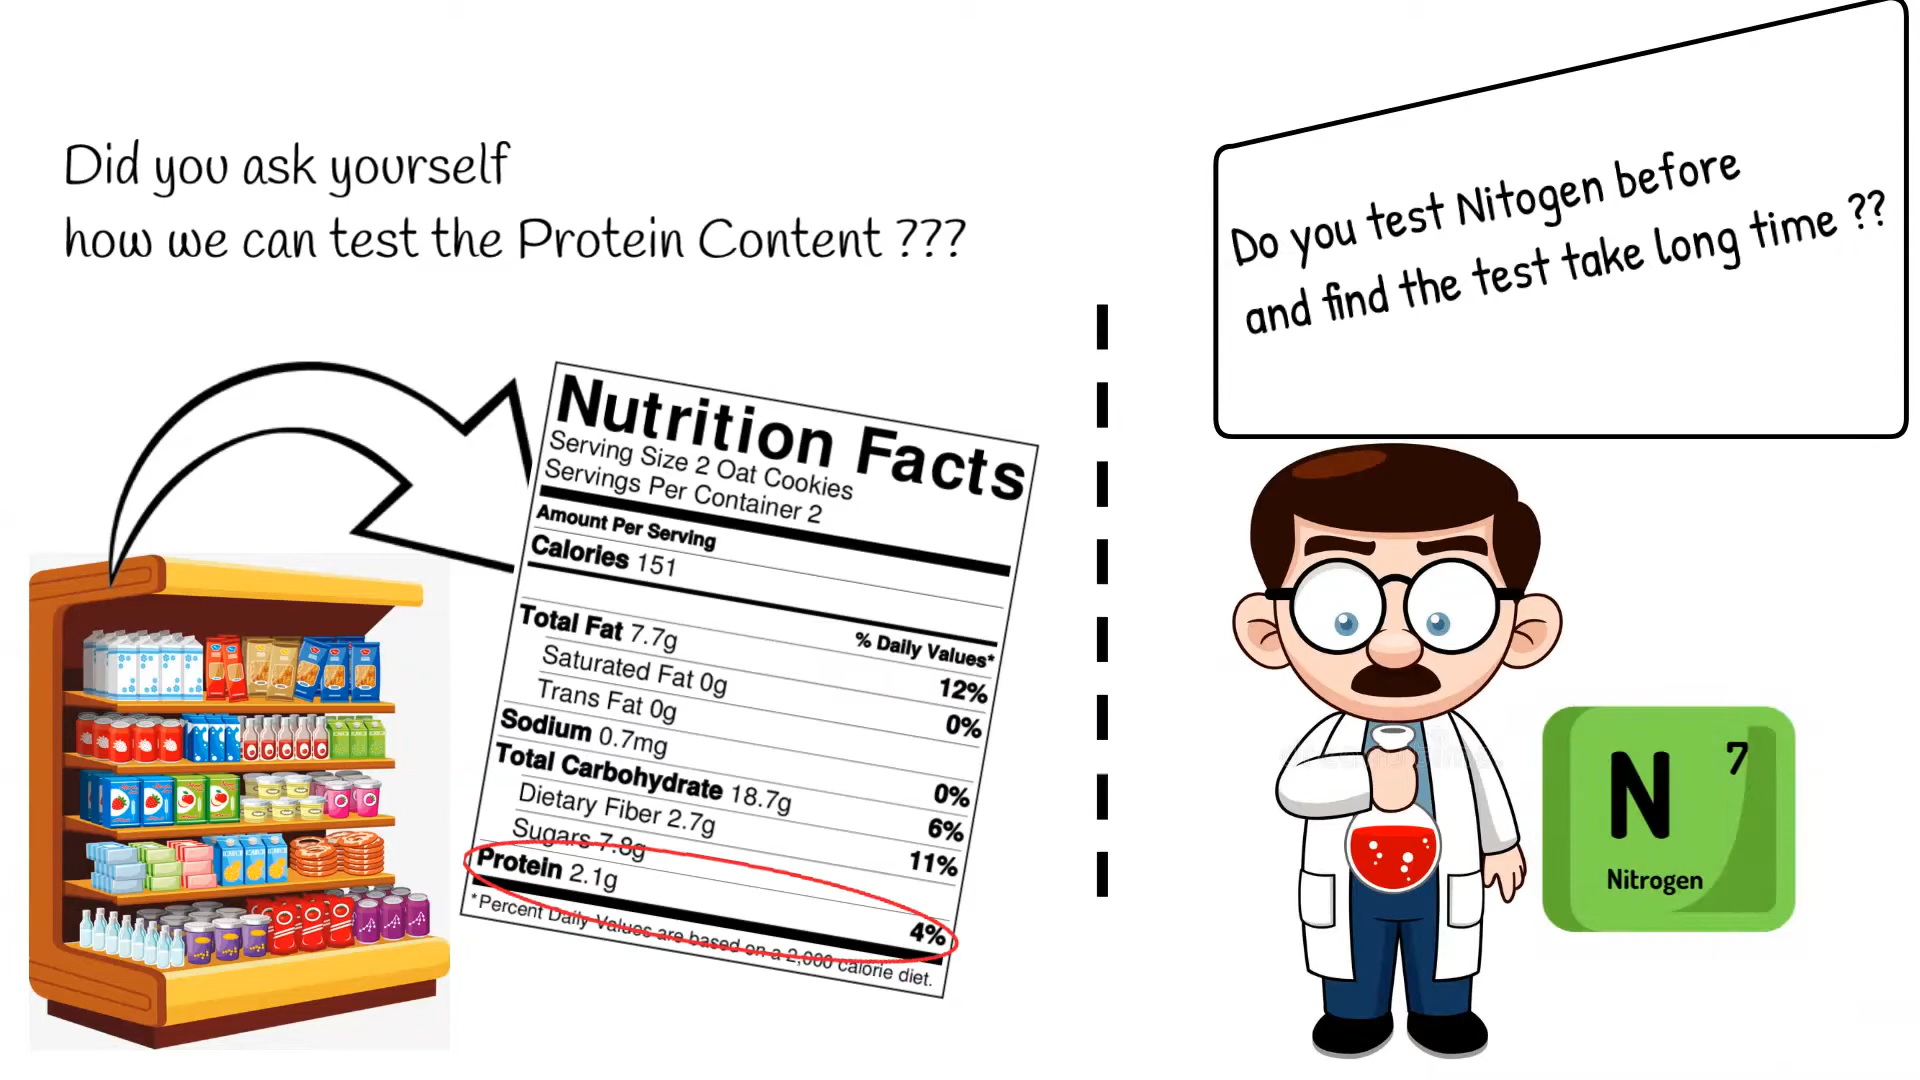 Did you ask yourself
how we can test the Protein Content ???
Do you test Nitogen before
and find the test take long time ??
Nutrition Facts
Serving Size 2 Oat Cookies
Servings Per Container 2
Amount Per Serving
Calories 151
% Daily Values*
Total Fat 7.7g 12%
Saturated Fat 0g 0%
Trans Fat 0g
Sodium 0.7mg 0%
Total Carbohydrate 18.7g 6%
Dietary Fiber 2.7g 11%
Sugars 7.8g
Protein 2.1g 4%
*Percent Daily Values are based on a 2,000 calorie diet.
N 7
Nitrogen